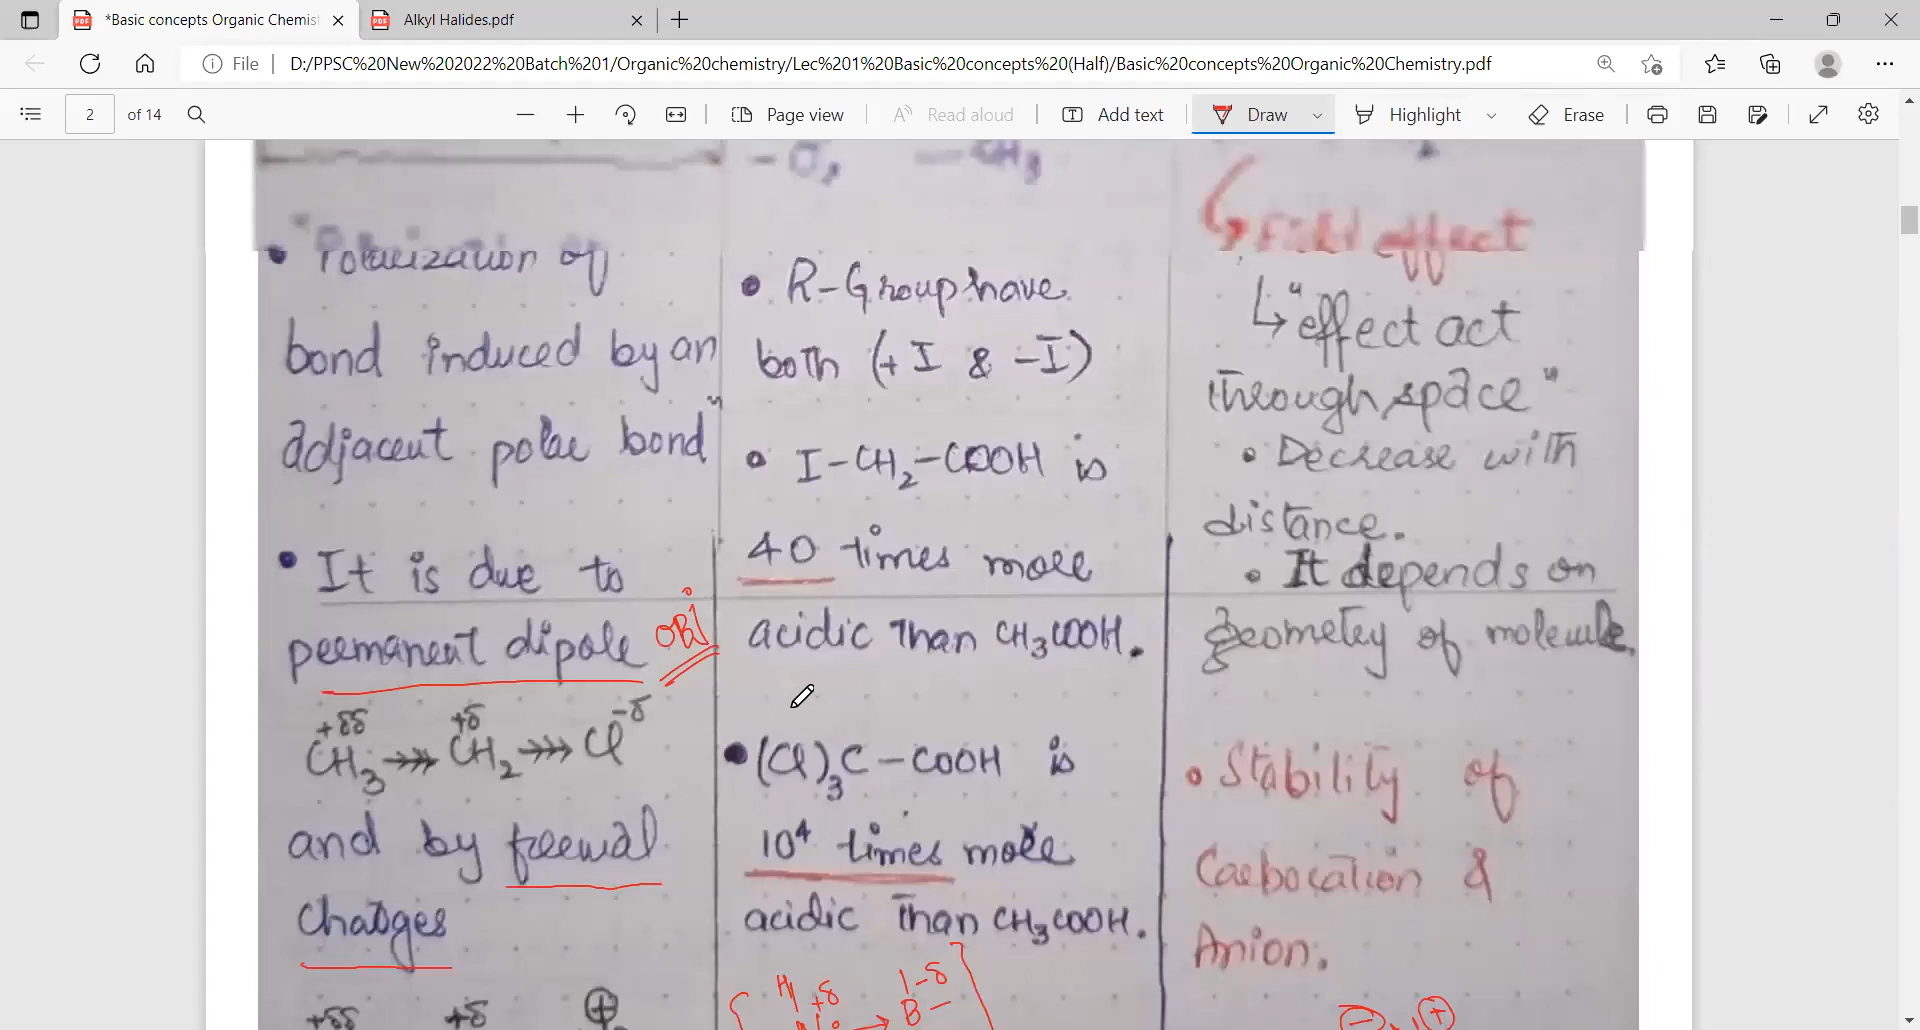 *Basic concepts Organic Chemist
Alkyl Halides.pdf
File
D:/PPSC%20New%202022%20Batch%201/Organic%20chemistry/Lec%201%20Basic%20concepts%20(Half)/Basic%20concepts%20Organic%20Chemistry.pdf
2 of 14
Page view
Read aloud
Add text
Draw
Highlight
Erase
• "Polarization of
bond induced by an
adjacent polar bond"
• It is due to
permanent dipole
OBJ
+δδ +δ -δ
CH₃ →→→ CH₂ →→→ Cl
and by
+δδ +δ ⊕
-CH₃
• R-Group have
both (+I & -I)
• I-CH₂-COOH is
40 times more
acidic than CH₃COOH.
• (Cl)₃C-COOH is
10⁴ times more
acidic than CH₃COOH.
H +δ 1-δ
B-
Field effect
↳ "effect act
through space"
• Decrease with
distance.
• It depends on
geometry of molecule.
• Stability of
Carbocation &
Anion.